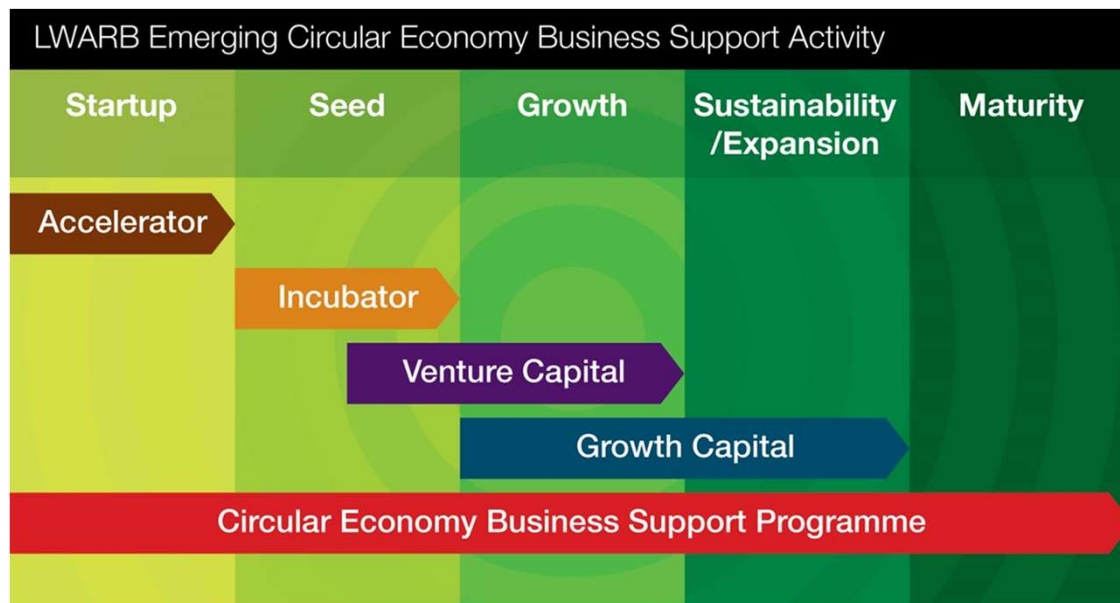 LWARB Emerging Circular Economy Business Support Activity
Startup
Seed
Growth
Sustainability
/Expansion
Maturity
Accelerator
Incubator
Venture Capital
Growth Capital
Circular Economy Business Support Programme